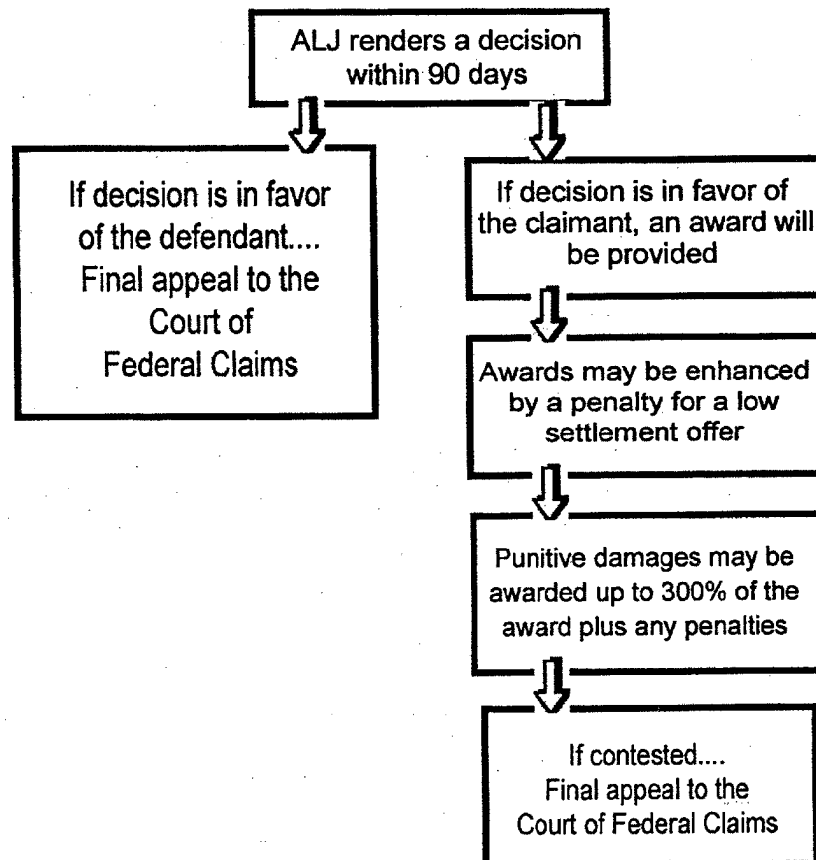 ALJ renders a decision
within 90 days
If decision is in favor
of the defendant....
Final appeal to the
Court of
Federal Claims
If decision is in favor of
the claimant, an award will
be provided
Awards may be enhanced
by a penalty for a low
settlement offer
Punitive damages may be
awarded up to 300% of the
award plus any penalties
If contested....
Final appeal to the
Court of Federal Claims